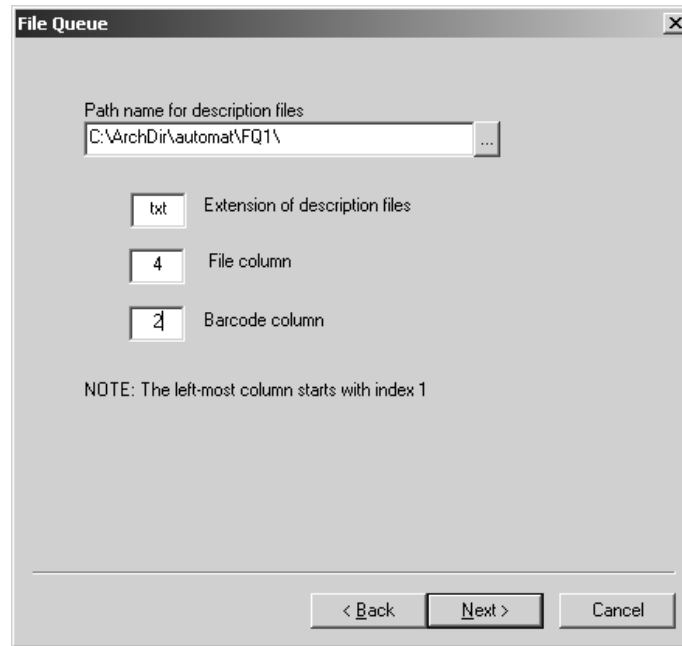 File Queue
Path name for description files
C:\ArchDir\automat\FQ1\
...
txt Extension of description files
4 File column
2 Barcode column
NOTE: The left-most column starts with index 1
< Back Next > Cancel